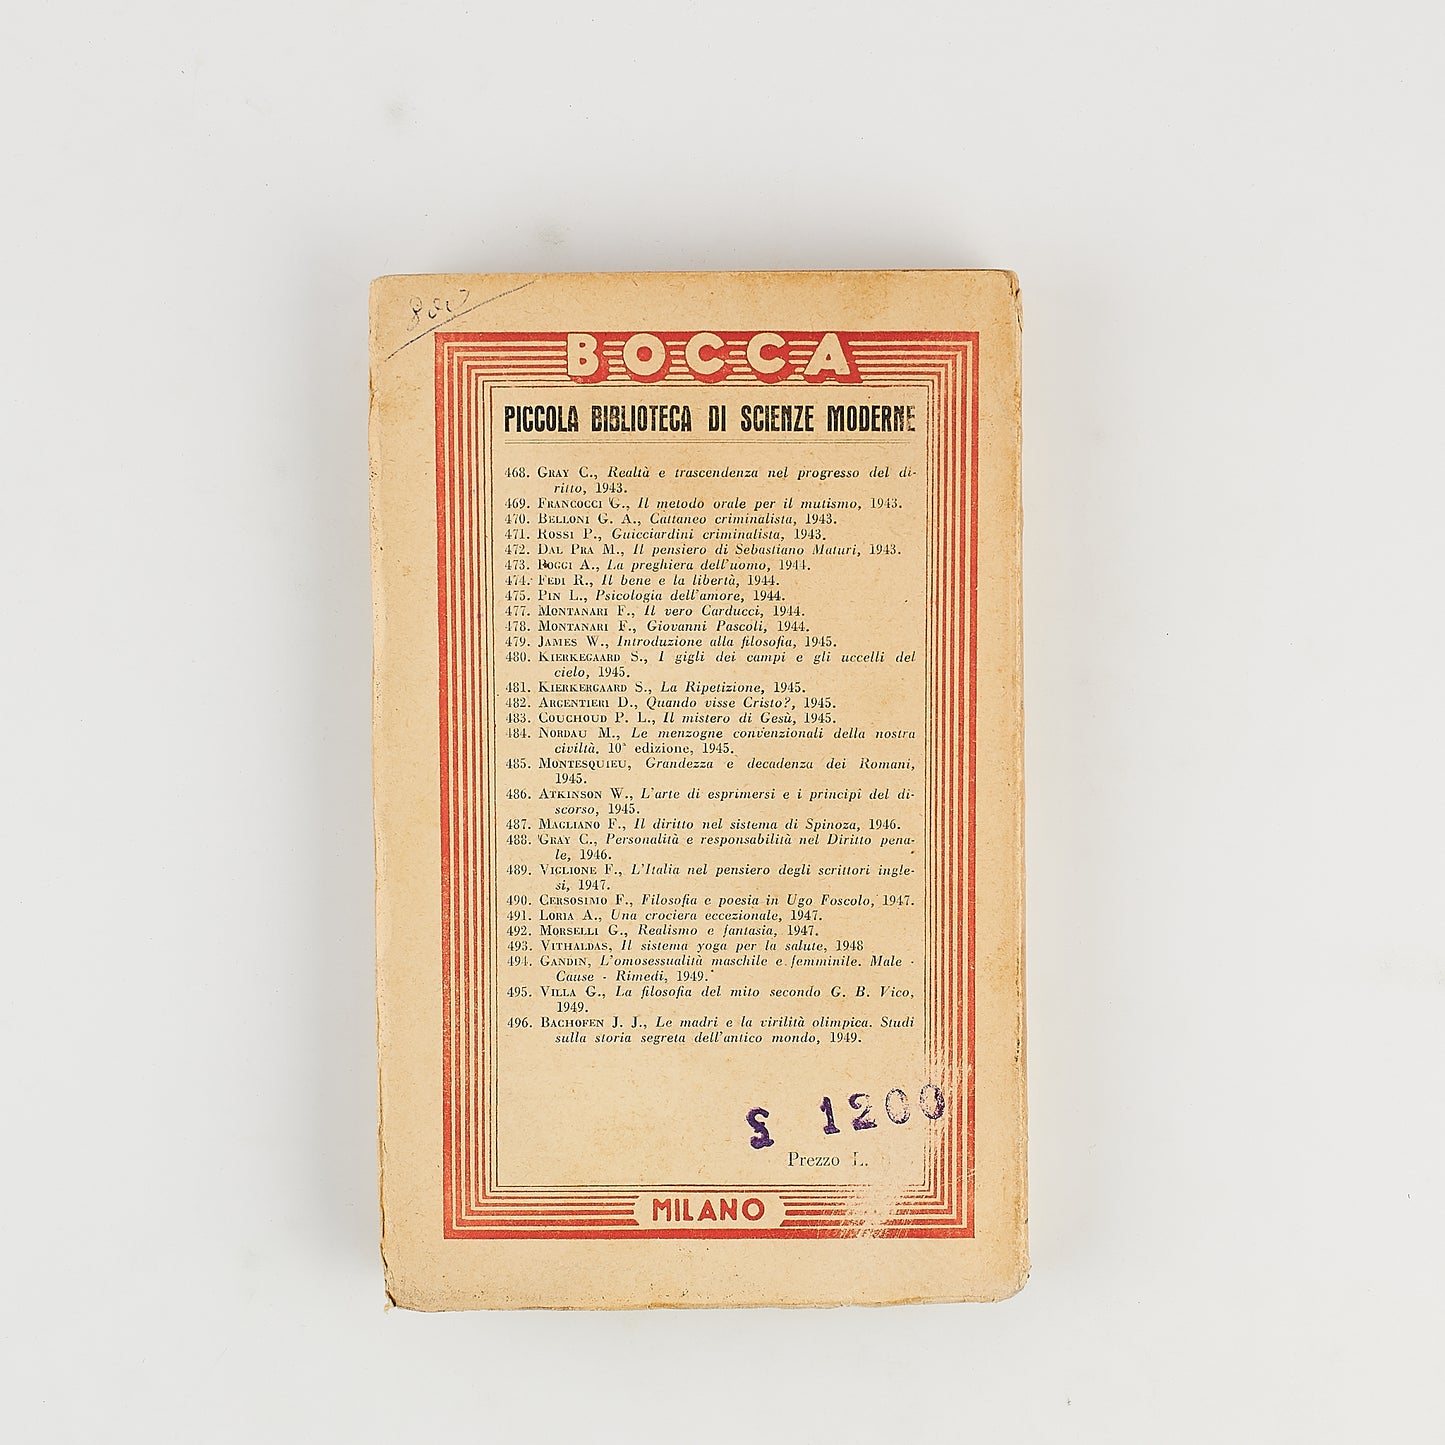 800
BOCCA
PICCOLA BIBLIOTECA DI SCIENZE MODERNE
468. GRAY C., Realtà e trascendenza nel progresso del di-
ritto, 1943.
469. FRANCOCCI G., Il metodo orale per il mutismo, 1943.
470. BELLONI G. A., Cattaneo criminalista, 1943.
471. ROSSI P., Guicciardini criminalista, 1943.
472. DAL PRA M., Il pensiero di Sebastiano Maturi, 1943.
473. POGGI A., La preghiera dell'uomo, 1944.
474. FEDI R., Il bene e la libertà, 1944.
475. PIN L., Psicologia dell'amore, 1944.
477. MONTANARI F., Il vero Carducci, 1944.
478. MONTANARI F., Giovanni Pascoli, 1944.
479. JAMES W., Introduzione alla filosofia, 1945.
480. KIERKEGAARD S., I gigli dei campi e gli uccelli del
cielo, 1945.
481. KIERKERGAARD S., La Ripetizione, 1945.
482. ARGENTIERI D., Quando visse Cristo?, 1945.
483. COUCHOUD P. L., Il mistero di Gesù, 1945.
484. NORDAU M., Le menzogne convenzionali della nostra
civiltà. 10ª edizione, 1945.
485. MONTESQUIEU, Grandezza e decadenza dei Romani,
1945.
486. ATKINSON W., L'arte di esprimersi e i principi del di-
scorso, 1945.
487. MAGLIANO F., Il diritto nel sistema di Spinoza, 1946.
488. GRAY C., Personalità e responsabilità nel Diritto pena-
le, 1946.
489. VIGLIONE F., L'Italia nel pensiero degli scrittori ingle-
si, 1947.
490. CERSOSIMO F., Filosofia e poesia in Ugo Foscolo, 1947.
491. LORIA A., Una crociera eccezionale, 1947.
492. MORSELLI G., Realismo e fantasia, 1947.
493. VITHALDAS, Il sistema yoga per la salute, 1948
494. GANDIN, L'omosessualità maschile e femminile. Male -
Cause - Rimedi, 1949.
495. VILLA G., La filosofia del mito secondo G. B. Vico,
1949.
496. BACHOFEN J. J., Le madri e la virilità olimpica. Studi
sulla storia segreta dell'antico mondo, 1949.
S 1200
Prezzo L.
MILANO